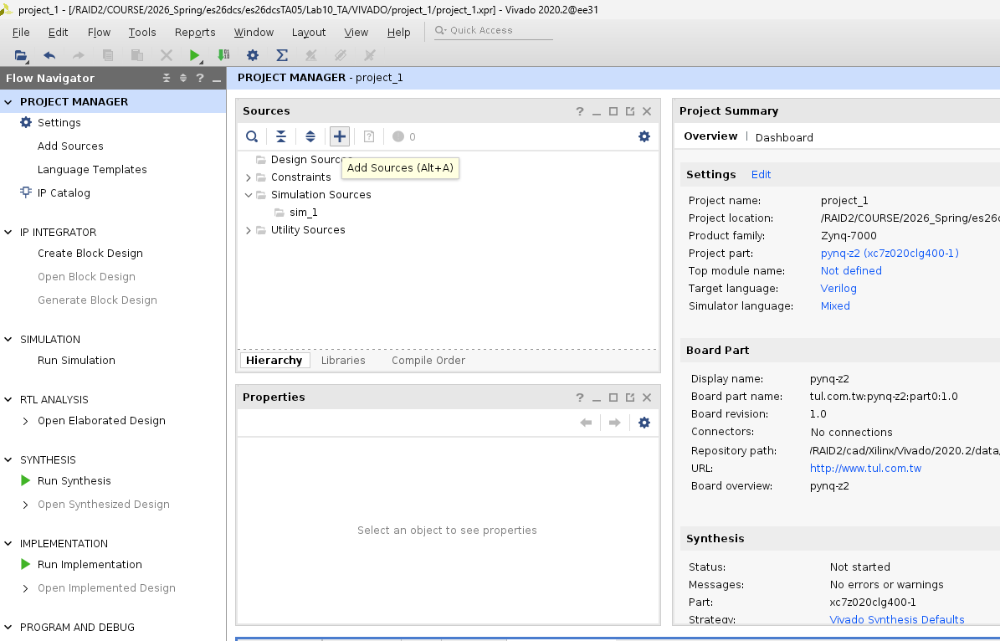 project_1 - [/RAID2/COURSE/2026_Spring/es26dcs/es26dcsTA05/Lab10_TA/VIVADO/project_1/project_1.xpr] - Vivado 2020.2@ee31
File Edit Flow Tools Reports Window Layout View Help Quick Access
Flow Navigator
PROJECT MANAGER
Settings
Add Sources
Language Templates
IP Catalog
IP INTEGRATOR
Create Block Design
Open Block Design
Generate Block Design
SIMULATION
Run Simulation
RTL ANALYSIS
Open Elaborated Design
SYNTHESIS
Run Synthesis
Open Synthesized Design
IMPLEMENTATION
Run Implementation
Open Implemented Design
PROGRAM AND DEBUG
PROJECT MANAGER - project_1
Sources
0
Design Sources
Add Sources (Alt+A)
Constraints
Simulation Sources
sim_1
Utility Sources
Hierarchy Libraries Compile Order
Properties
Select an object to see properties
Project Summary
Overview | Dashboard
Settings Edit
Project name: project_1
Project location: /RAID2/COURSE/2026_Spring/es26
Product family: Zynq-7000
Project part: pynq-z2 (xc7z020clg400-1)
Top module name: Not defined
Target language: Verilog
Simulator language: Mixed
Board Part
Display name: pynq-z2
Board part name: tul.com.tw:pynq-z2:part0:1.0
Board revision: 1.0
Connectors: No connections
Repository path: /RAID2/cad/Xilinx/Vivado/2020.2/data/
URL: http://www.tul.com.tw
Board overview: pynq-z2
Synthesis
Status: Not started
Messages: No errors or warnings
Part: xc7z020clg400-1
Strategy: Vivado Synthesis Defaults